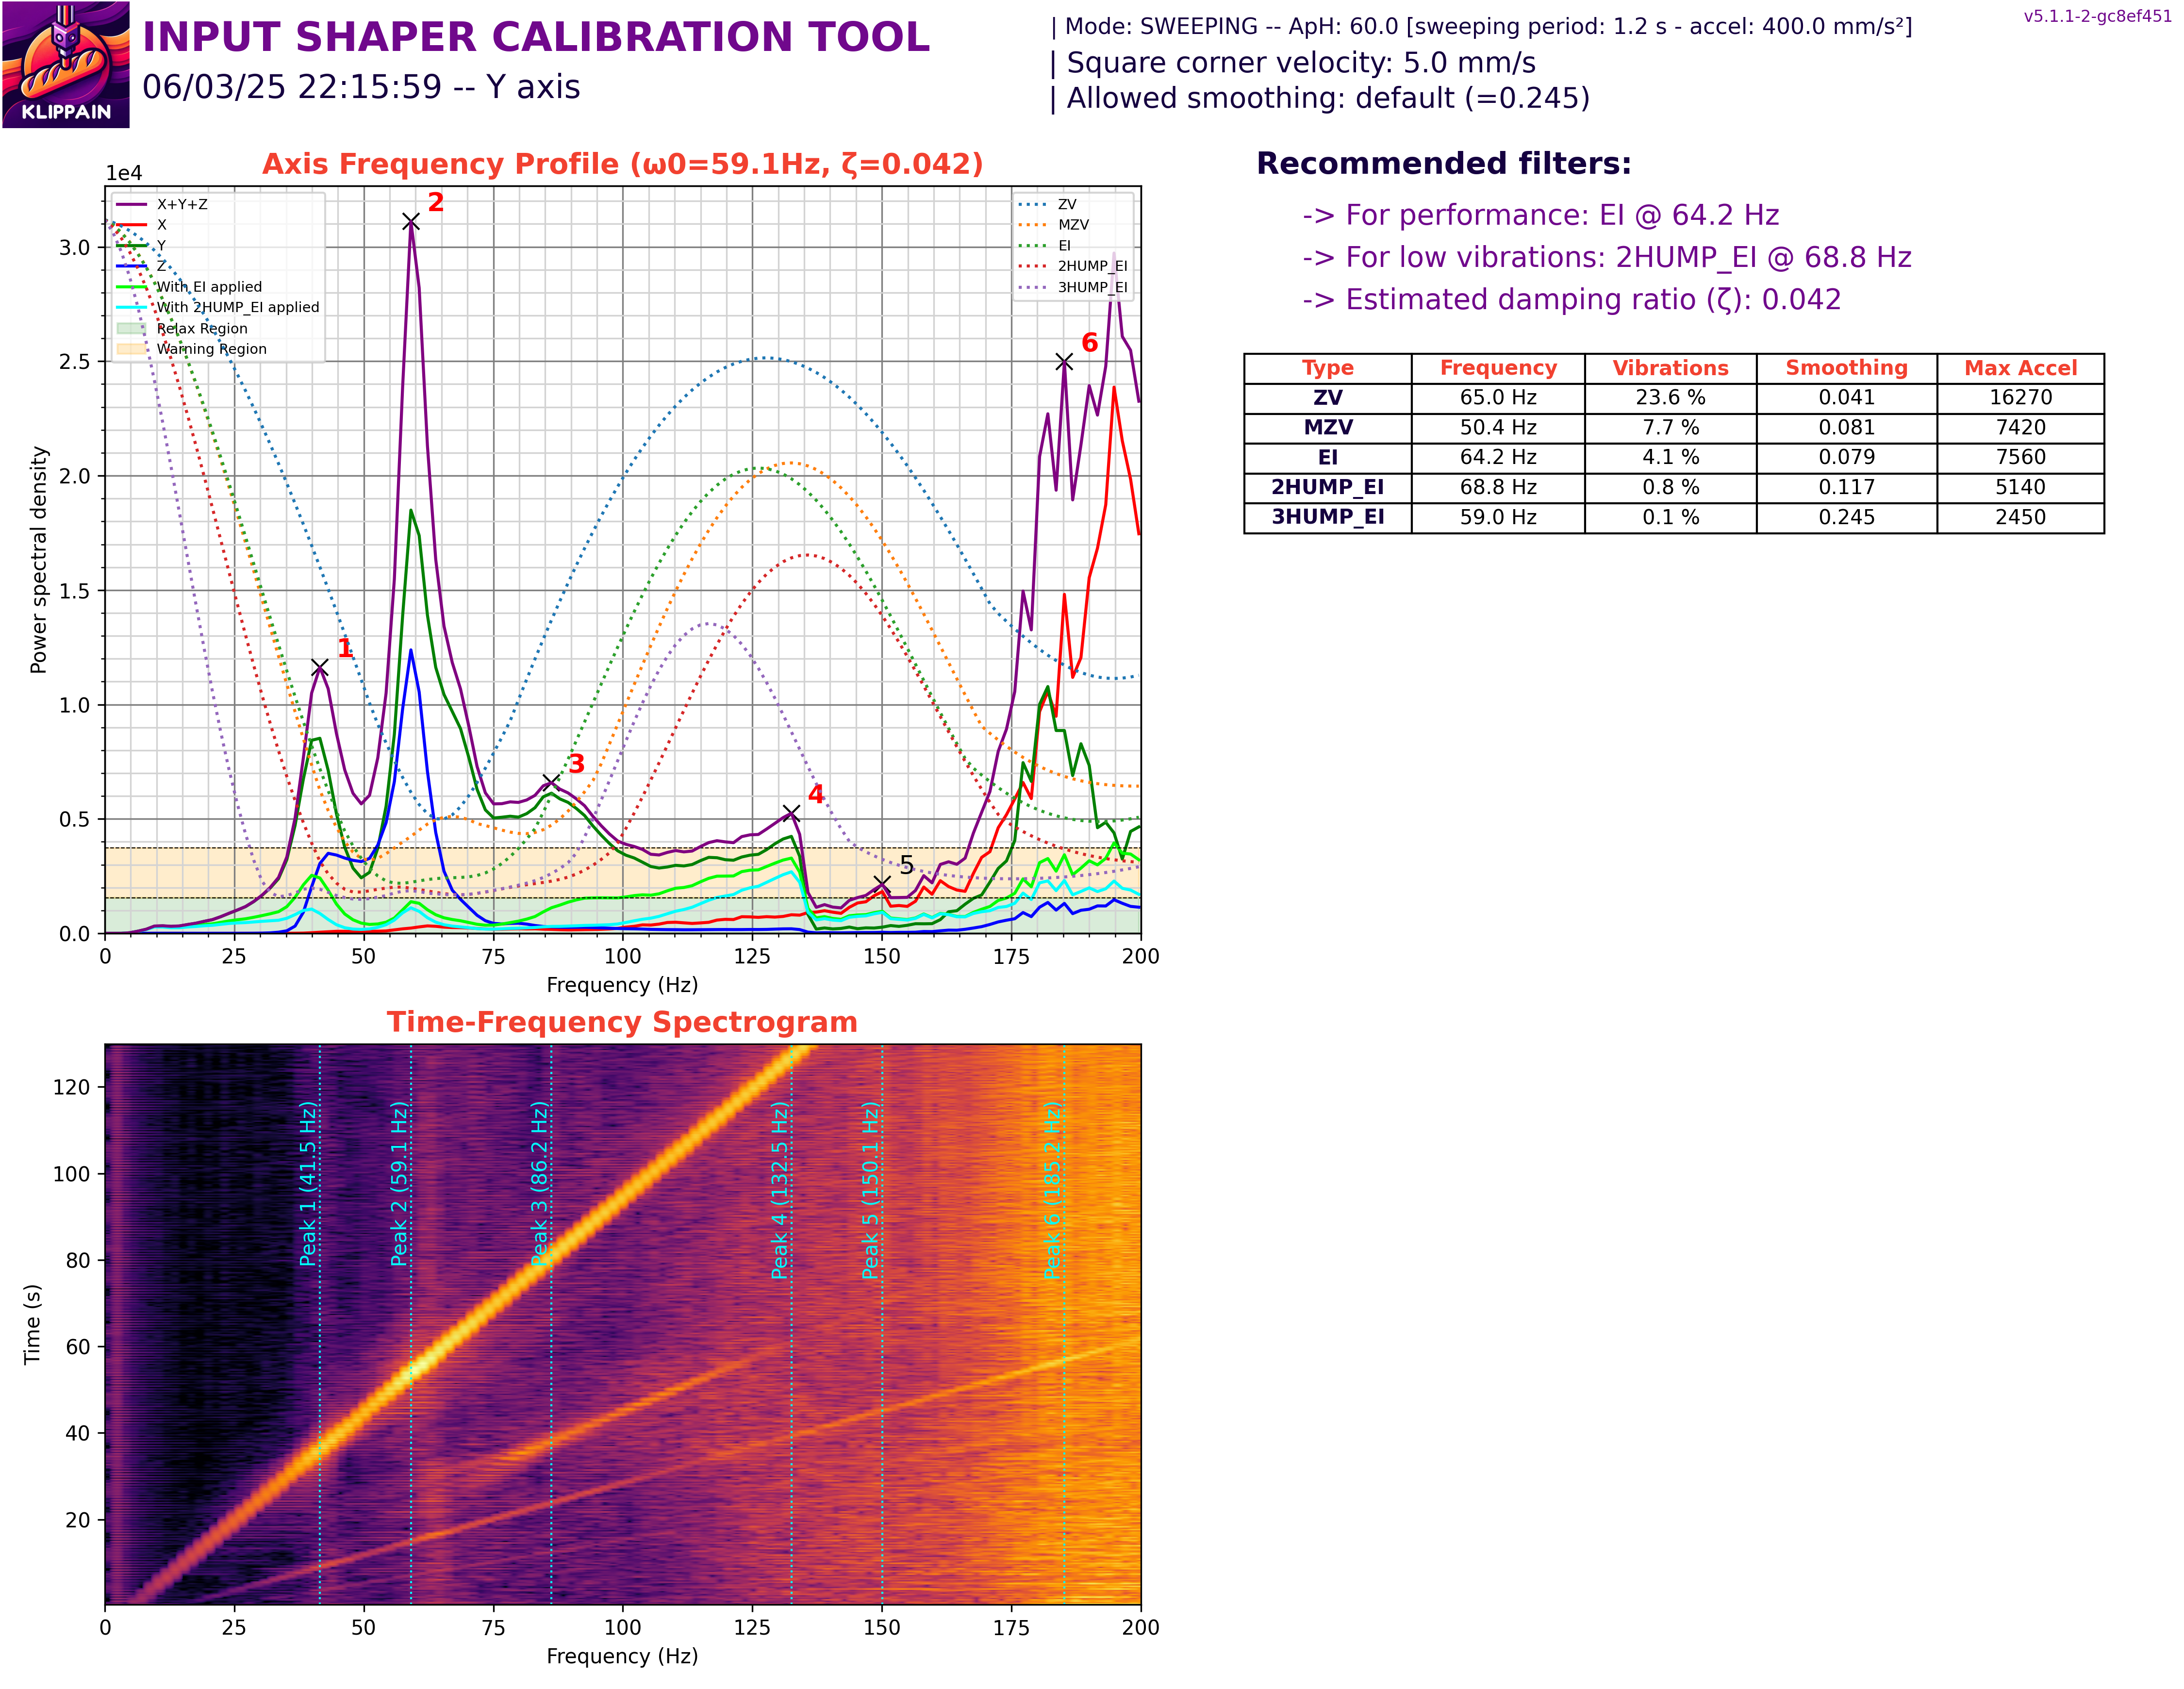 KLIPPAIN
INPUT SHAPER CALIBRATION TOOL
06/03/25 22:15:59 -- Y axis
| Mode: SWEEPING -- ApH: 60.0 [sweeping period: 1.2 s - accel: 400.0 mm/s²]
| Square corner velocity: 5.0 mm/s
| Allowed smoothing: default (=0.245)
v5.1.1-2-gc8ef451
Axis Frequency Profile (ω0=59.1Hz, ζ=0.042)
1e4
Power spectral density
3.0
2.5
2.0
1.5
1.0
0.5
0.0
X+Y+Z
X
Y
Z
With EI applied
With 2HUMP_EI applied
Relax Region
Warning Region
ZV
MZV
EI
2HUMP_EI
3HUMP_EI
1
2
3
4
5
6
0 25 50 75 100 125 150 175 200
Frequency (Hz)
Recommended filters:
-> For performance: EI @ 64.2 Hz
-> For low vibrations: 2HUMP_EI @ 68.8 Hz
-> Estimated damping ratio (ζ): 0.042
Type Frequency Vibrations Smoothing Max Accel
ZV 65.0 Hz 23.6 % 0.041 16270
MZV 50.4 Hz 7.7 % 0.081 7420
EI 64.2 Hz 4.1 % 0.079 7560
2HUMP_EI 68.8 Hz 0.8 % 0.117 5140
3HUMP_EI 59.0 Hz 0.1 % 0.245 2450
Time-Frequency Spectrogram
Time (s)
120
100
80
60
40
20
Peak 1 (41.5 Hz)
Peak 2 (59.1 Hz)
Peak 3 (86.2 Hz)
Peak 4 (132.5 Hz)
Peak 5 (150.1 Hz)
Peak 6 (185.2 Hz)
0 25 50 75 100 125 150 175 200
Frequency (Hz)